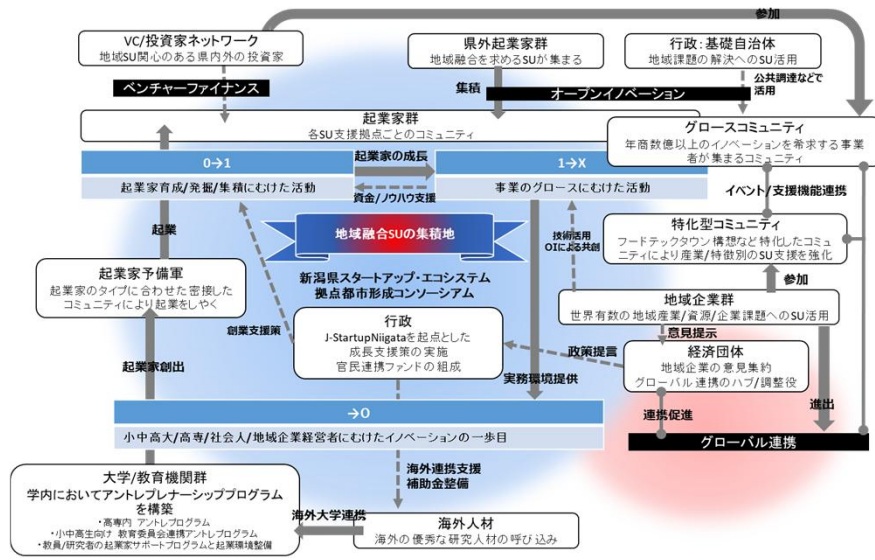 VC/投資家ネットワーク
地域SU関心のある県内外の投資家
県外起業家群
地域融合を求めるSUが集まる
行政：基礎自治体
地域課題の解決へのSU活用
参加
ベンチャーファイナンス
集積
オープンイノベーション
公共調達などで
活用
起業家群
各SU支援拠点ごとのコミュニティ
グロースコミュニティ
年商数億以上のイノベーションを希求する事業
者が集まるコミュニティ
0→1
起業家の成長
1→X
起業家育成/発掘/集積にむけた活動
資金/ノウハウ支援
事業のグロースにむけた活動
イベント/支援機能連携
起業
地域融合SUの集積地
技術活用
OIによる共創
特化型コミュニティ
フードテックタウン構想など特化したコミュ
ニティにより産業/特徴別のSU支援を強化
新潟県スタートアップ・エコシステム
拠点都市形成コンソーシアム
起業家予備軍
起業家のタイプに合わせた密接した
コミュニティにより起業をしやく
参加
地域企業群
世界有数の地域産業/資源/企業課題へのSU活用
創業支援策
行政
J-StartupNiigataを起点とした
成長支援策の実施
官民連携ファンドの組成
意見提示
政策提言
経済団体
地域企業の意見集約
グローバル連携のハブ/調整役
起業家創出
実務環境提供
連携促進
進出
→0
小中高大/高専/社会人/地域企業経営者にむけたイノベーションの一歩目
グローバル連携
大学/教育機関群
学内においてアントレプレナーシッププログラム
を構築
・高専内 アントレプログラム
・小中高生向け 教育委員会連携アントレプログラム
・教員/研究者の起業家サポートプログラムと起業環境整備
海外連携支援
補助金整備
海外大学連携
海外人材
海外の優秀な研究人材の呼び込み